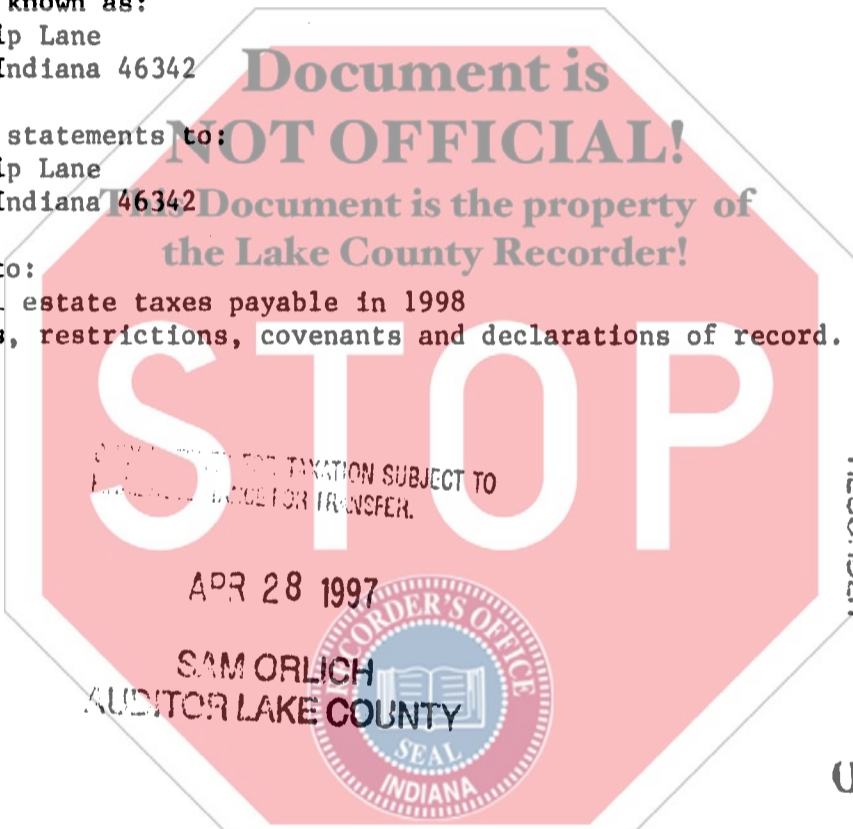 known as:
ip Lane
Indiana 46342
statements to:
ip Lane
Indiana 46342
to:
estate taxes payable in 1998
s, restrictions, covenants and declarations of record.
Document is
NOT OFFICIAL!
This Document is the property of
the Lake County Recorder!
STOP
FOR TAXATION SUBJECT TO
FOR TRANSFER.
APR 28 1997
SAM ORLICH
AUDITOR LAKE COUNTY
RECORDER'S OFFICE
SEAL
INDIANA